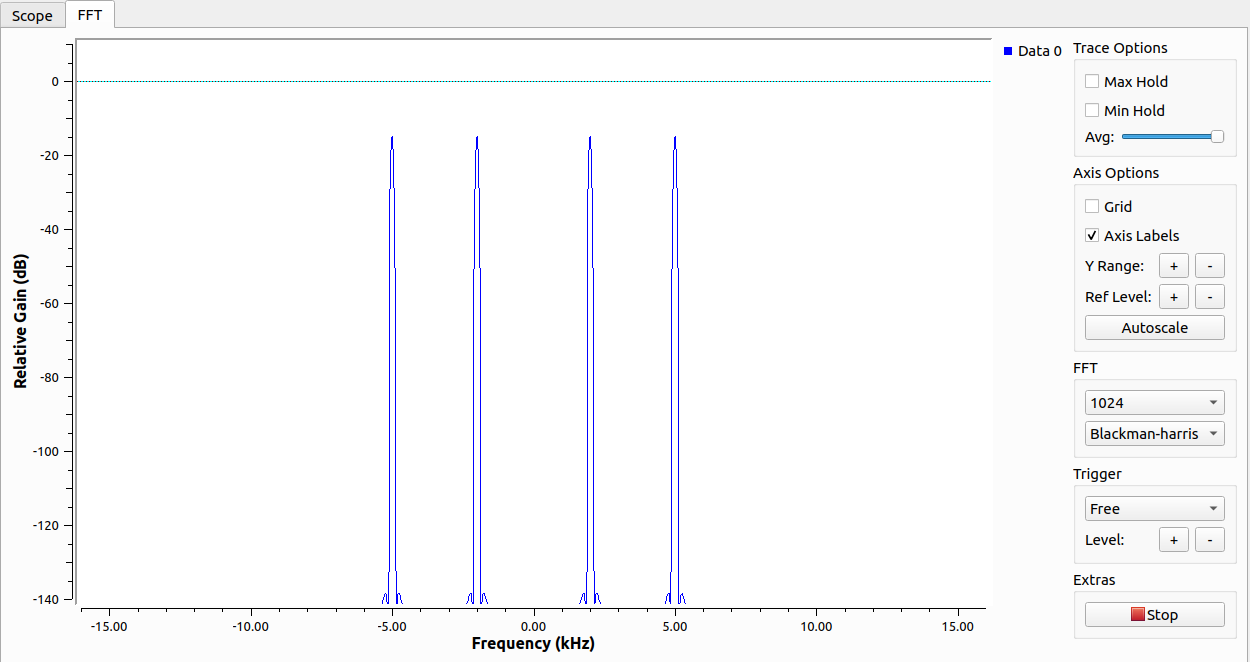 Scope
FFT
Data 0
Relative Gain (dB)
0
-20
-40
-60
-80
-100
-120
-140
-15.00
-10.00
-5.00
0.00
5.00
10.00
15.00
Frequency (kHz)
Trace Options
Max Hold
Min Hold
Avg:
Axis Options
Grid
Axis Labels
Y Range: + -
Ref Level: + -
Autoscale
FFT
1024
Blackman-harris
Trigger
Free
Level: + -
Extras
Stop